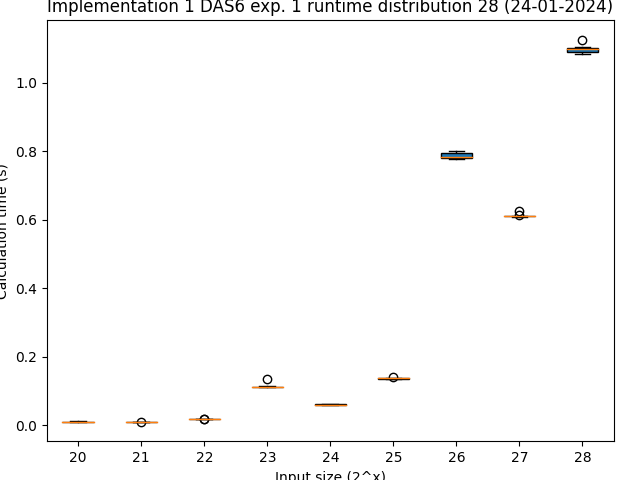 Implementation 1 DAS6 exp. 1 runtime distribution 28 (24-01-2024)
Calculation time (s)
1.0
0.8
0.6
0.4
0.2
0.0
20 21 22 23 24 25 26 27 28
Input size (2^x)